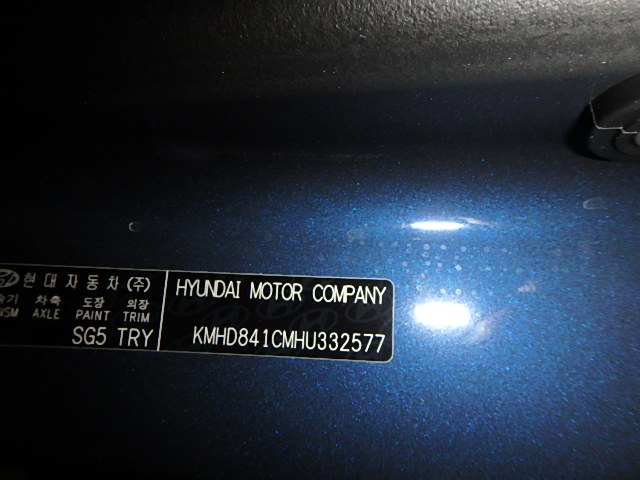 현대자동차(주)
기 차축 도장 외장
NSM AXLE PAINT TRIM
SG5 TRY
HYUNDAI MOTOR COMPANY
KMHD841CMHU332577